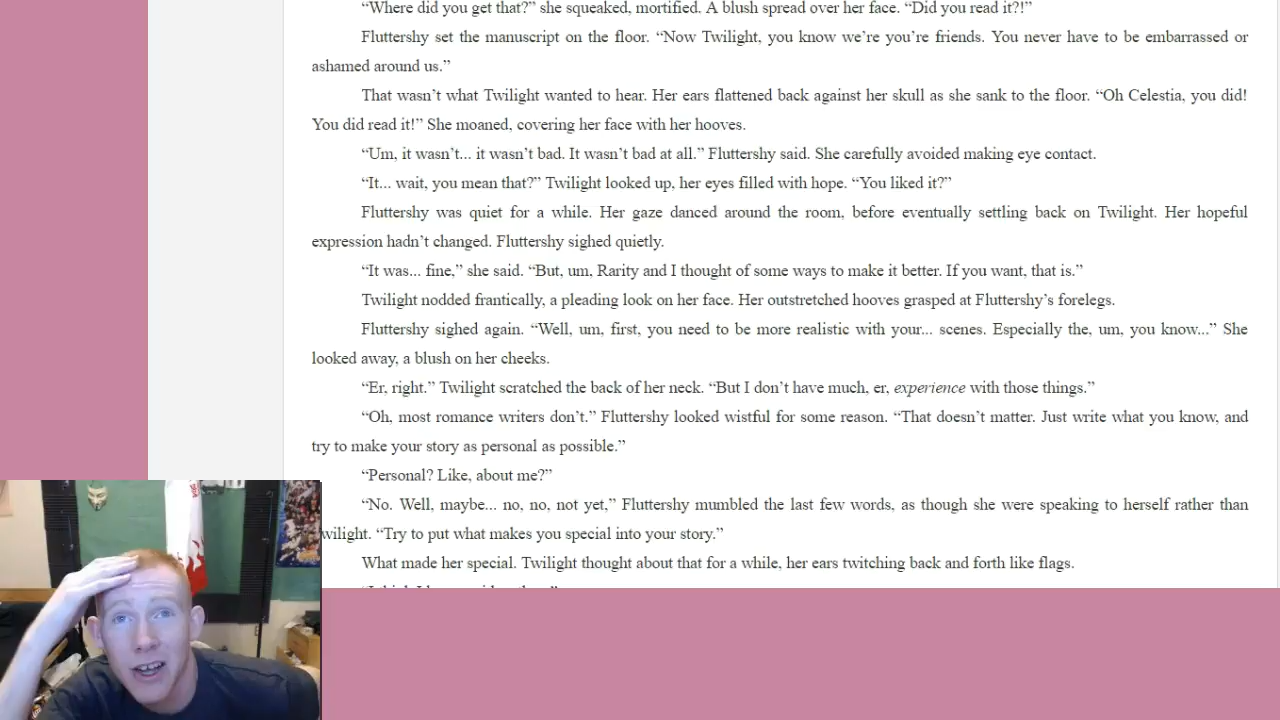 “Where did you get that?” she squeaked, mortified. A blush spread over her face. “Did you read it?!”
Fluttershy set the manuscript on the floor. “Now Twilight, you know we’re you’re friends. You never have to be embarrassed or
ashamed around us.”
That wasn’t what Twilight wanted to hear. Her ears flattened back against her skull as she sank to the floor. “Oh Celestia, you did!
You did read it!” She moaned, covering her face with her hooves.
“Um, it wasn’t... it wasn’t bad. It wasn’t bad at all.” Fluttershy said. She carefully avoided making eye contact.
“It... wait, you mean that?” Twilight looked up, her eyes filled with hope. “You liked it?”
Fluttershy was quiet for a while. Her gaze danced around the room, before eventually settling back on Twilight. Her hopeful
expression hadn’t changed. Fluttershy sighed quietly.
“It was... fine,” she said. “But, um, Rarity and I thought of some ways to make it better. If you want, that is.”
Twilight nodded frantically, a pleading look on her face. Her outstretched hooves grasped at Fluttershy’s forelegs.
Fluttershy sighed again. “Well, um, first, you need to be more realistic with your... scenes. Especially the, um, you know...” She
looked away, a blush on her cheeks.
“Er, right.” Twilight scratched the back of her neck. “But I don’t have much, er, experience with those things.”
“Oh, most romance writers don’t.” Fluttershy looked wistful for some reason. “That doesn’t matter. Just write what you know, and
try to make your story as personal as possible.”
“Personal? Like, about me?”
“No. Well, maybe... no, no, not yet,” Fluttershy mumbled the last few words, as though she were speaking to herself rather than
wilight. “Try to put what makes you special into your story.”
What made her special. Twilight thought about that for a while, her ears twitching back and forth like flags.